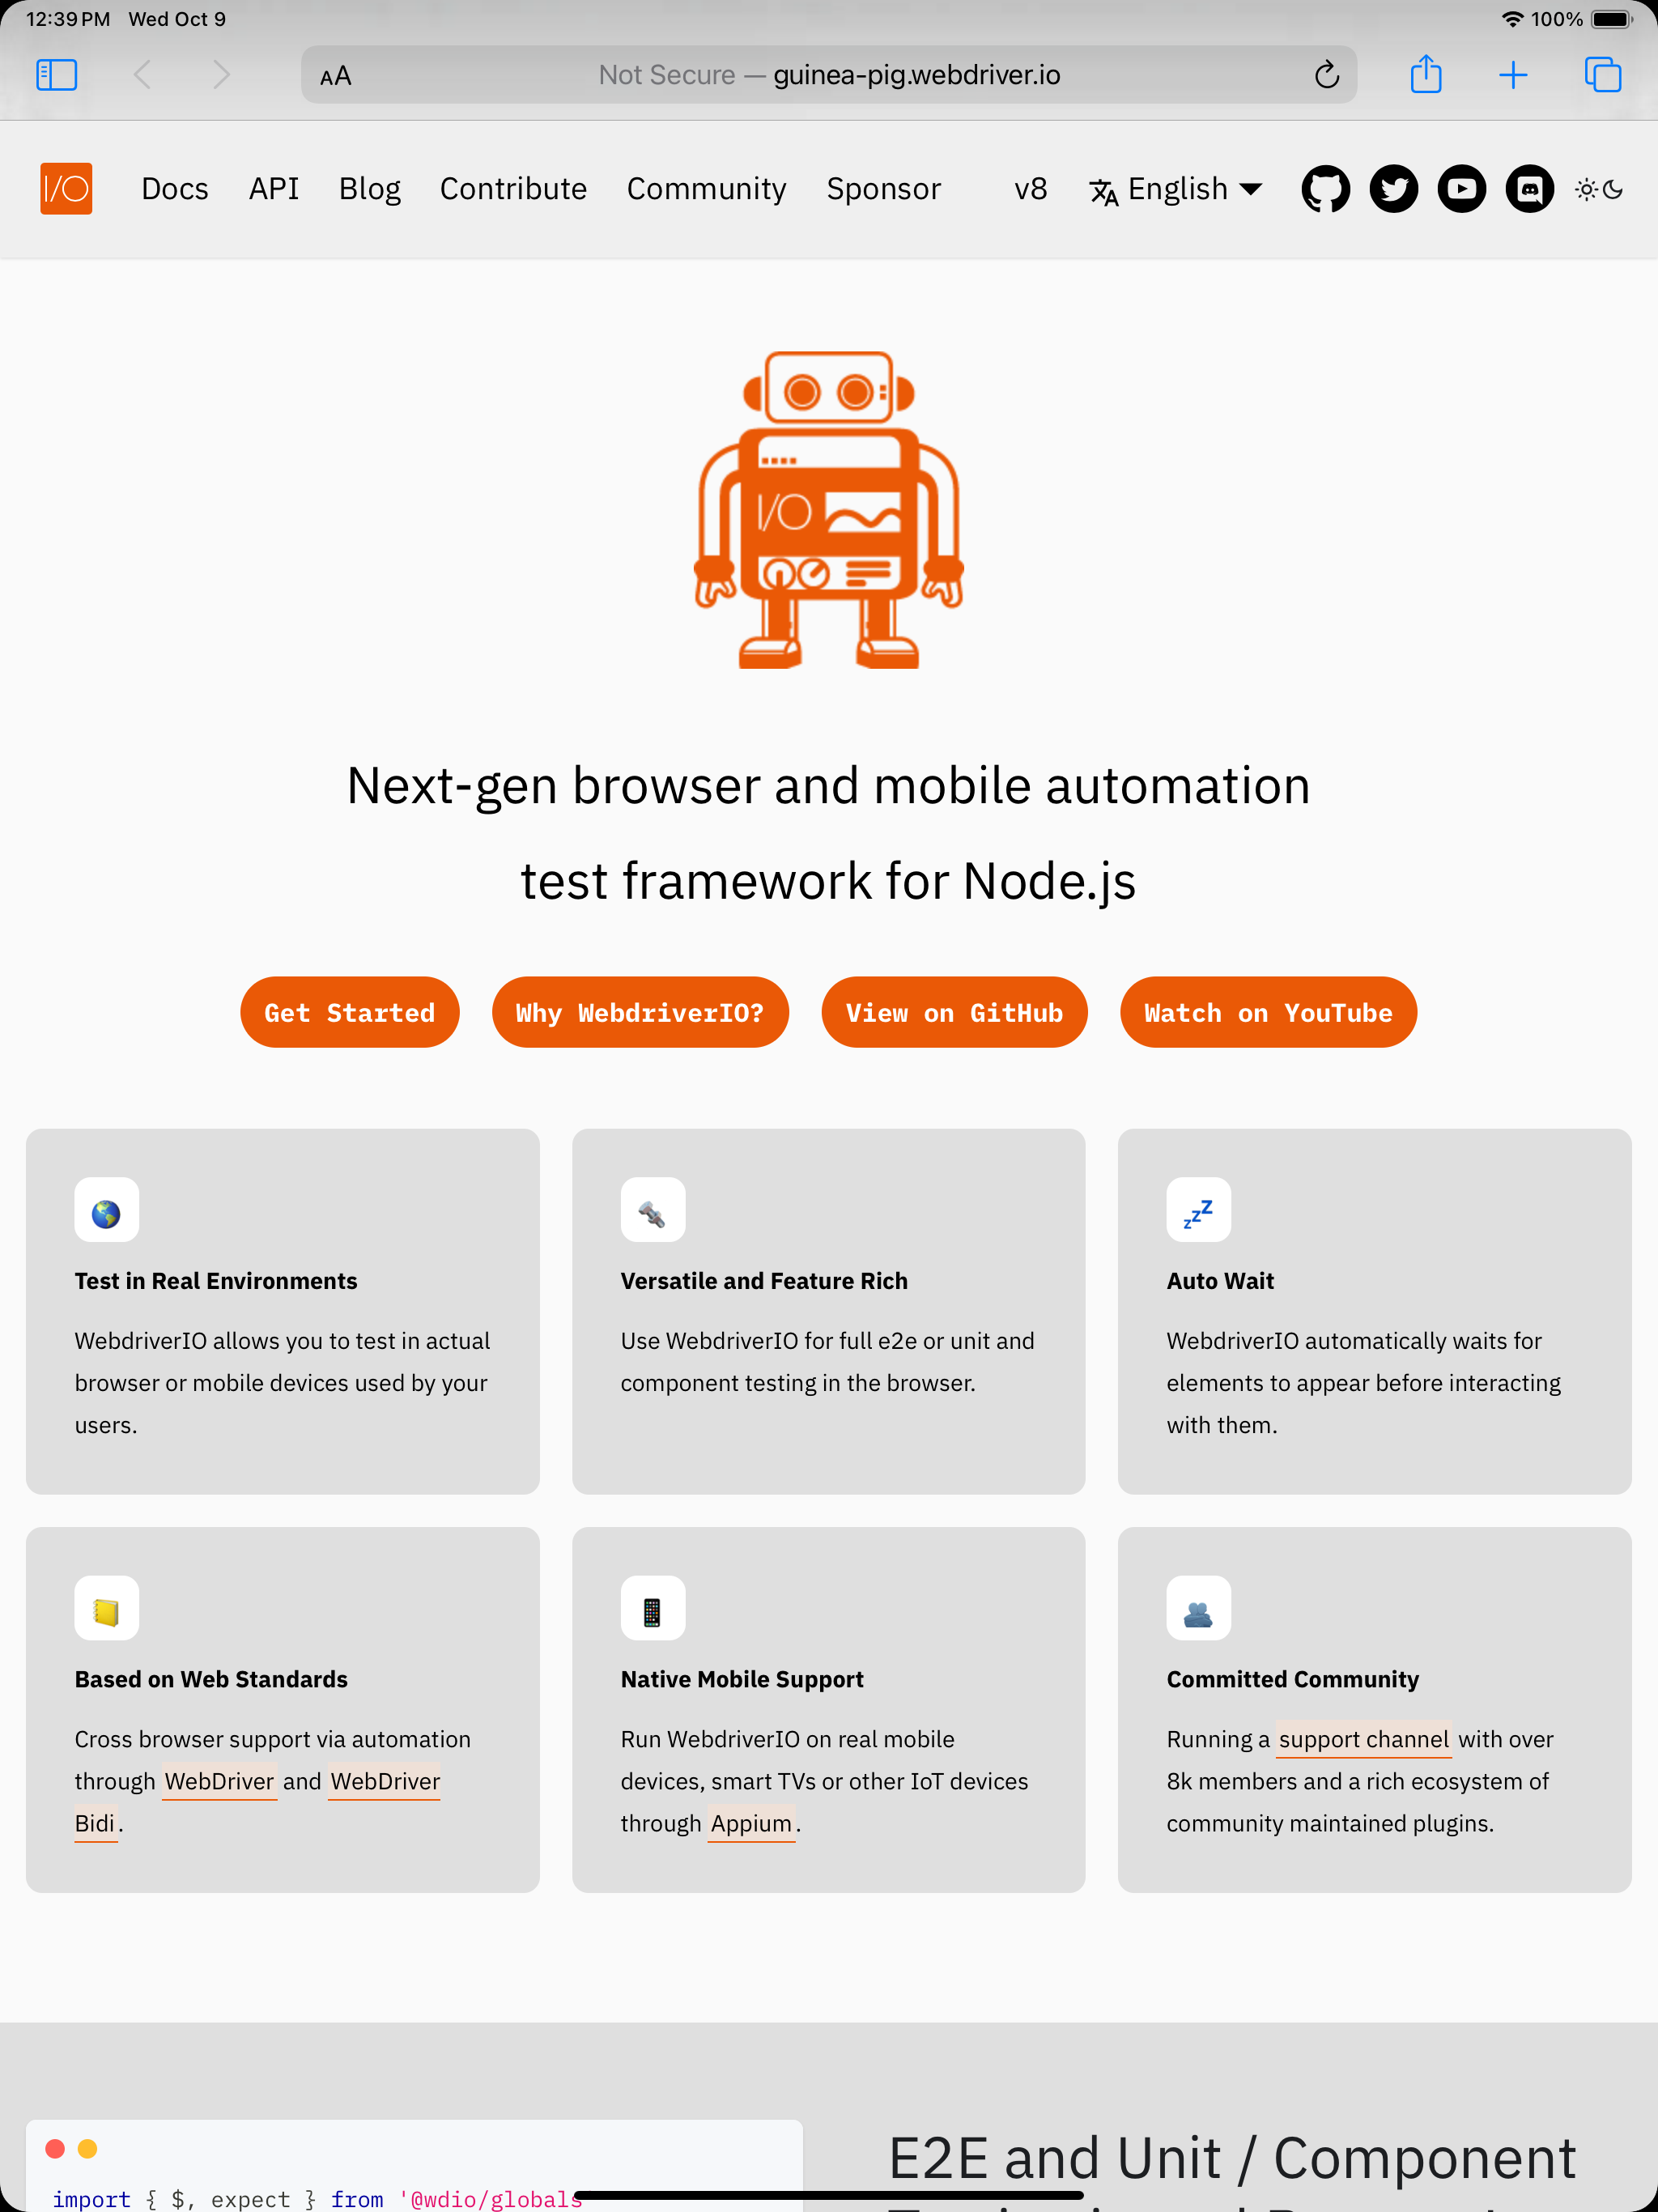 12:39 PM Wed Oct 9 100%
AA Not Secure — guinea-pig.webdriver.io
I/O Docs API Blog Contribute Community Sponsor v8 English
I/O
Next-gen browser and mobile automation
test framework for Node.js
Get Started Why WebdriverIO? View on GitHub Watch on YouTube
Test in Real Environments
WebdriverIO allows you to test in actual
browser or mobile devices used by your
users.
Versatile and Feature Rich
Use WebdriverIO for full e2e or unit and
component testing in the browser.
Auto Wait
WebdriverIO automatically waits for
elements to appear before interacting
with them.
Based on Web Standards
Cross browser support via automation
through WebDriver and WebDriver
Bidi.
Native Mobile Support
Run WebdriverIO on real mobile
devices, smart TVs or other IoT devices
through Appium.
Committed Community
Running a support channel with over
8k members and a rich ecosystem of
community maintained plugins.
import { $, expect } from '@wdio/globals'
E2E and Unit / Component